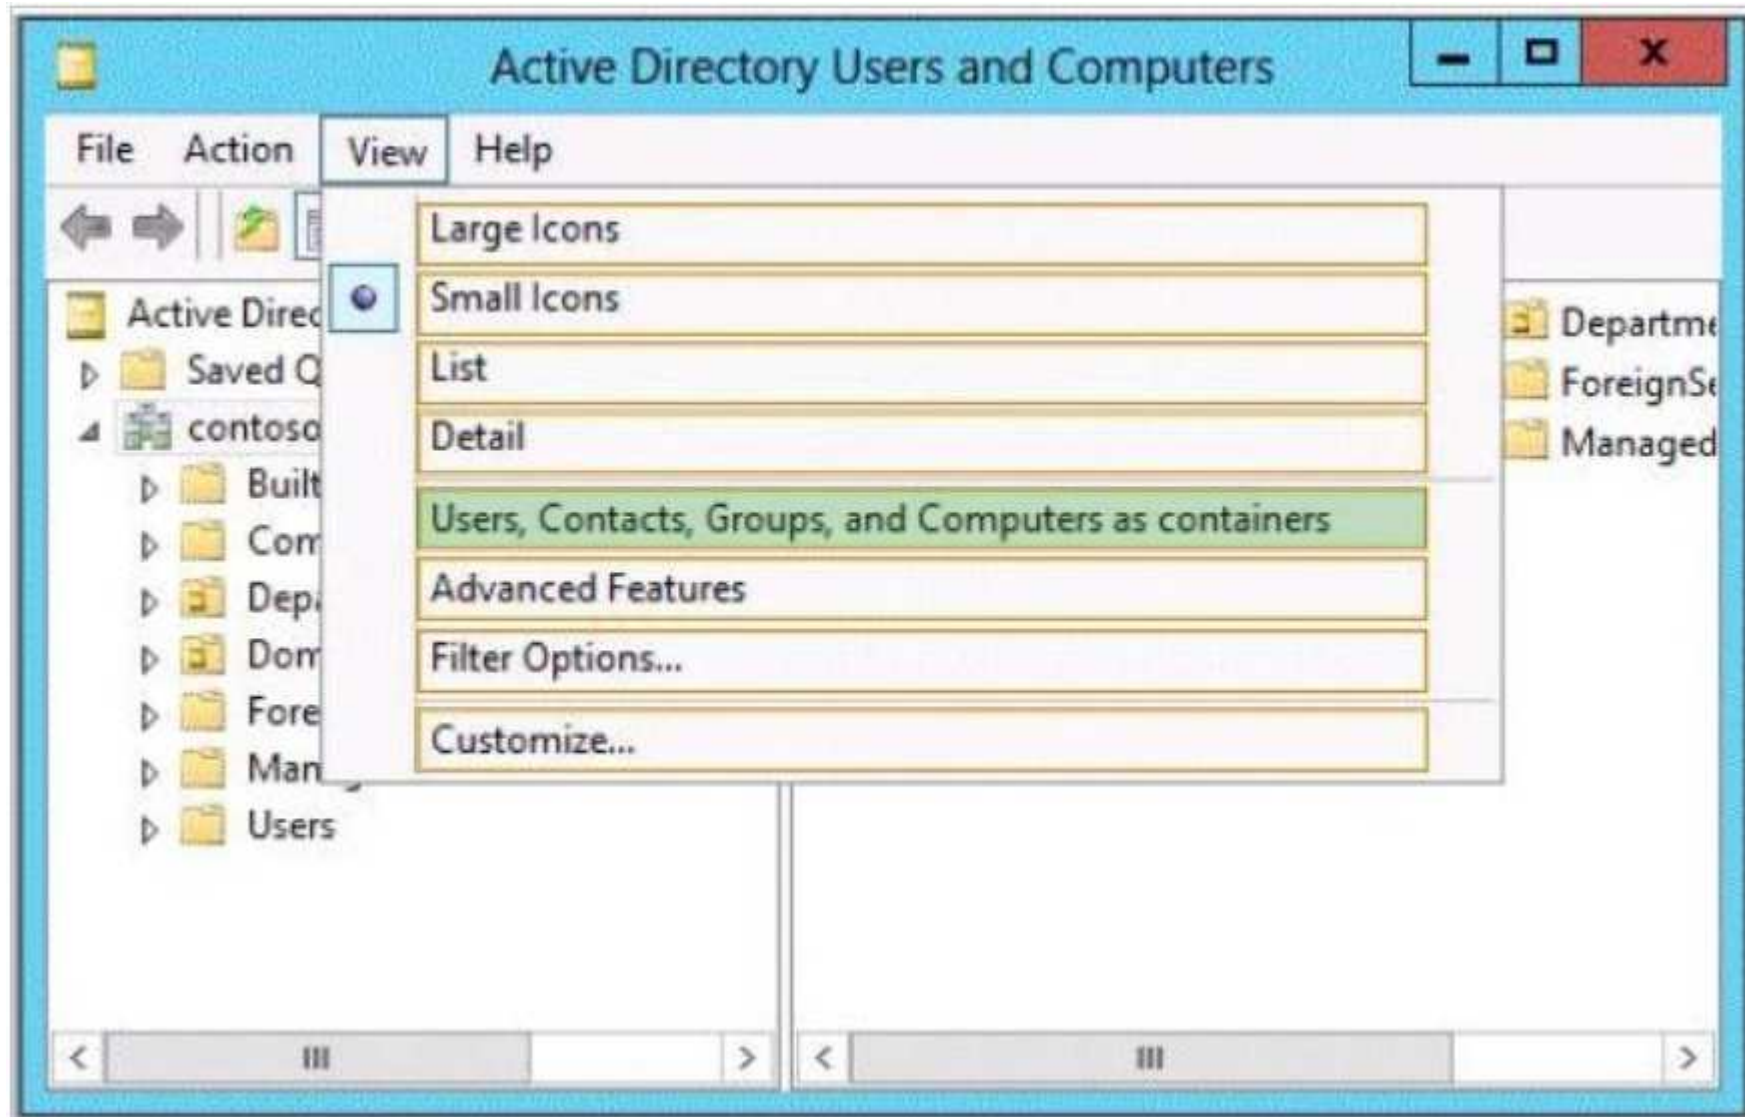 Active Directory Users and Computers
File Action View Help
Large Icons
Small Icons
List
Detail
Users, Contacts, Groups, and Computers as containers
Advanced Features
Filter Options...
Customize...
Active Direc
Saved Q
contoso
Built
Com
Dep
Dom
Fore
Man
Users
Departme
ForeignSe
Managed